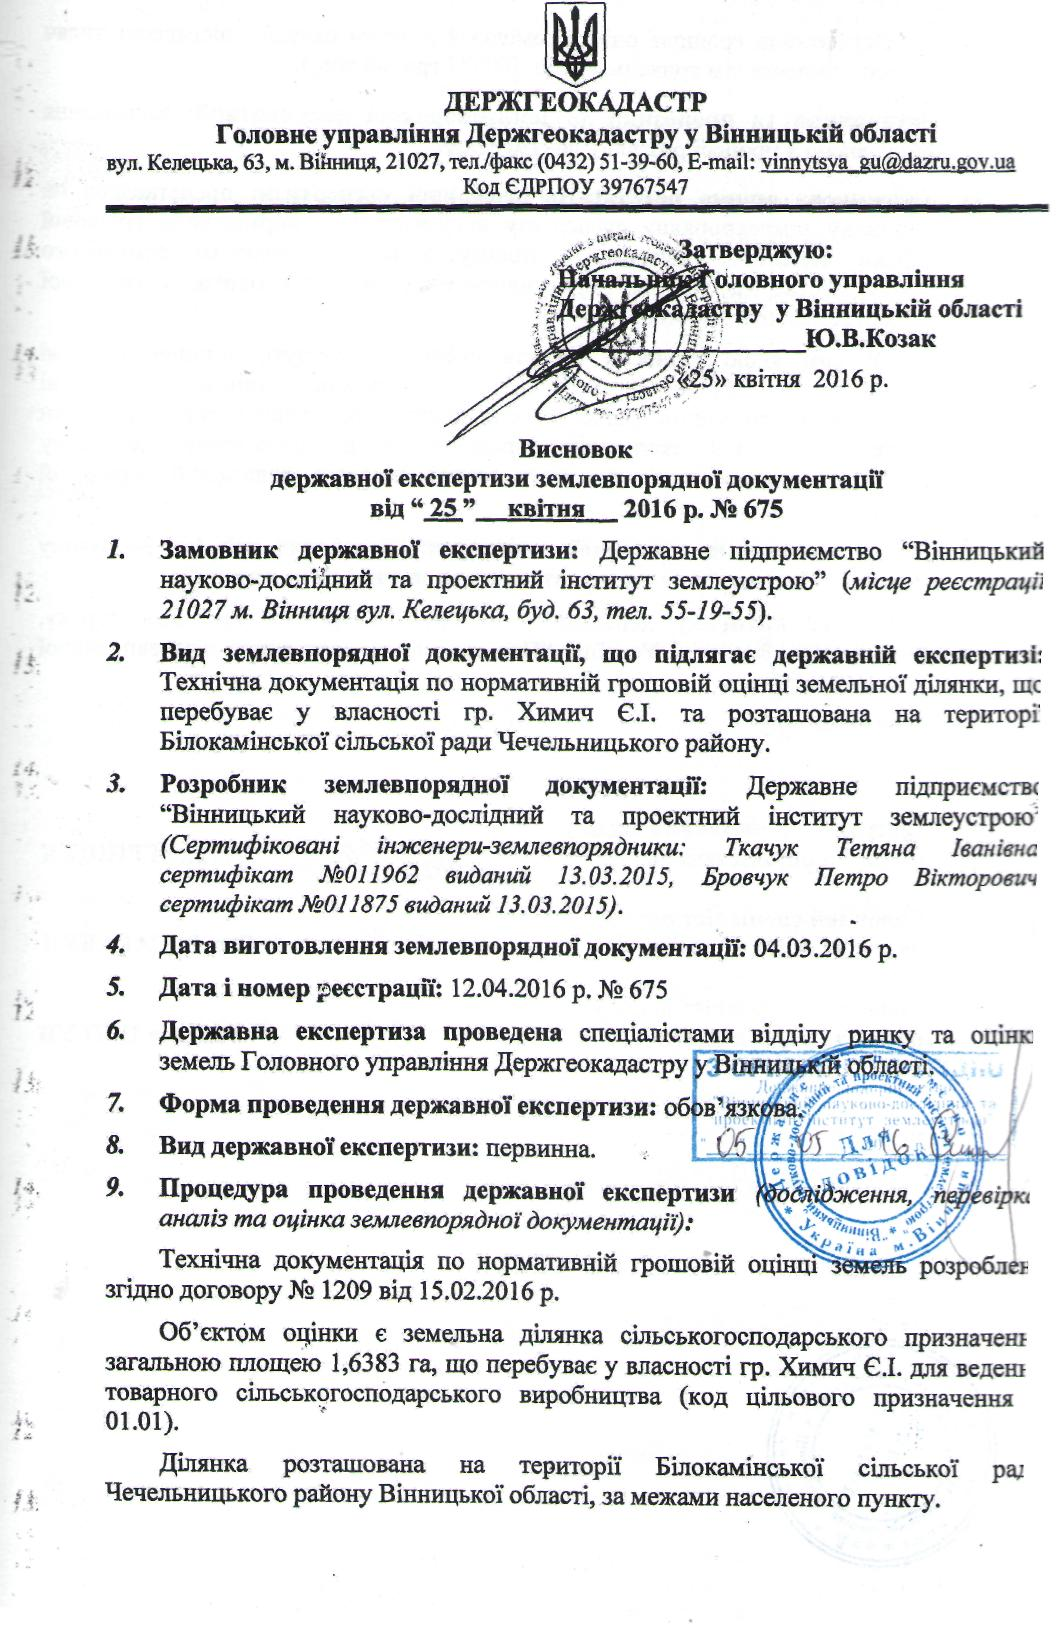 ДЕРЖГЕОКАДАСТР
Головне управління Держгеокадастру у Вінницькій області
вул. Келецька, 63, м. Вінниця, 21027, тел./факс (0432) 51-39-60, E-mail: vinnytsya_gu@dazru.gov.ua
Код ЄДРПОУ 39767547
Затверджую:
Начальник Головного управління
Держгеокадастру у Вінницькій області
Ю.В.Козак
«25» квітня 2016 р.
Висновок
державної експертизи землевпорядної документації
від “ 25 ” квітня 2016 р. № 675
1. Замовник державної експертизи: Державне підприємство “Вінницький
науково-дослідний та проектний інститут землеустрою” (місце реєстрації
21027 м. Вінниця вул. Келецька, буд. 63, тел. 55-19-55).
2. Вид землевпорядної документації, що підлягає державній експертизі:
Технічна документація по нормативній грошовій оцінці земельної ділянки, що
перебуває у власності гр. Химич Є.І. та розташована на території
Білокамінської сільської ради Чечельницького району.
3. Розробник землевпорядної документації: Державне підприємство
“Вінницький науково-дослідний та проектний інститут землеустрою”
(Сертифіковані інженери-землевпорядники: Ткачук Тетяна Іванівна
сертифікат №011962 виданий 13.03.2015, Бровчук Петро Вікторович
сертифікат №011875 виданий 13.03.2015).
4. Дата виготовлення землевпорядної документації: 04.03.2016 р.
5. Дата і номер реєстрації: 12.04.2016 р. № 675
6. Державна експертиза проведена спеціалістами відділу ринку та оцінк
земель Головного управління Держгеокадастру у Вінницькій області.
7. Форма проведення державної експертизи: обов’язкова.
05 05 16
8. Вид державної експертизи: первинна.
Для
довідок
Україна м. Вінниця
9. Процедура проведення державної експертизи (дослідження, перевірка
аналіз та оцінка землевпорядної документації):
Технічна документація по нормативній грошовій оцінці земель розроблен
згідно договору № 1209 від 15.02.2016 р.
Об’єктом оцінки є земельна ділянка сільськогосподарського призначенн
загальною площею 1,6383 га, що перебуває у власності гр. Химич Є.І. для веденн
товарного сільськогосподарського виробництва (код цільового призначення
01.01).
Ділянка розташована на території Білокамінської сільської рад
Чечельницького району Вінницької області, за межами населеного пункту.